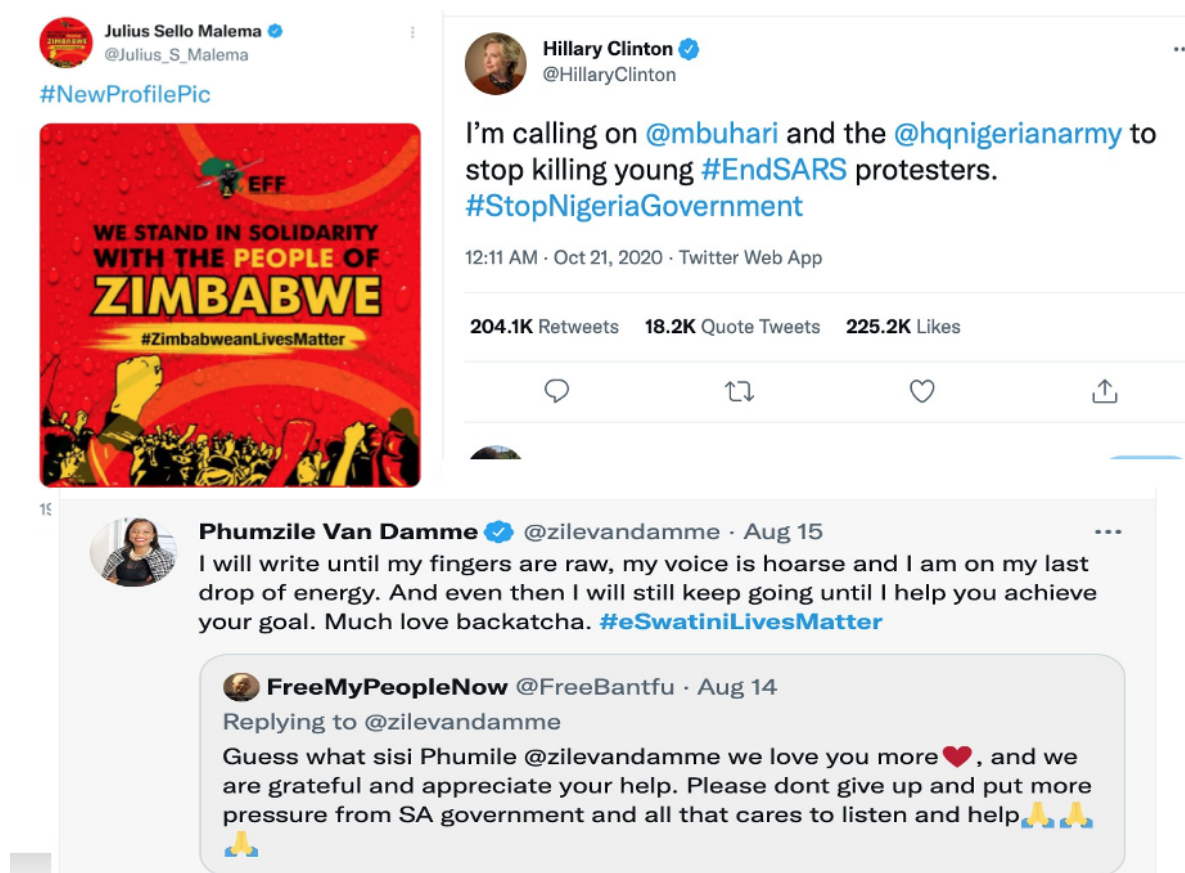 Julius Sello Malema
@Julius_S_Malema
#NewProfilePic
EFF
WE STAND IN SOLIDARITY
WITH THE PEOPLE OF
ZIMBABWE
#ZimbabweanLivesMatter
Hillary Clinton
@HillaryClinton
I'm calling on @mbuhari and the @hqnigerianarmy to
stop killing young #EndSARS protesters.
#StopNigeriaGovernment
12:11 AM · Oct 21, 2020 · Twitter Web App
204.1K Retweets 18.2K Quote Tweets 225.2K Likes
Phumzile Van Damme @zilevandamme · Aug 15
I will write until my fingers are raw, my voice is hoarse and I am on my last
drop of energy. And even then I will still keep going until I help you achieve
your goal. Much love backatcha. #eSwatiniLivesMatter
FreeMyPeopleNow @FreeBantfu · Aug 14
Replying to @zilevandamme
Guess what sisi Phumile @zilevandamme we love you more❤️, and we
are grateful and appreciate your help. Please dont give up and put more
pressure from SA government and all that cares to listen and help🙏🙏
🙏